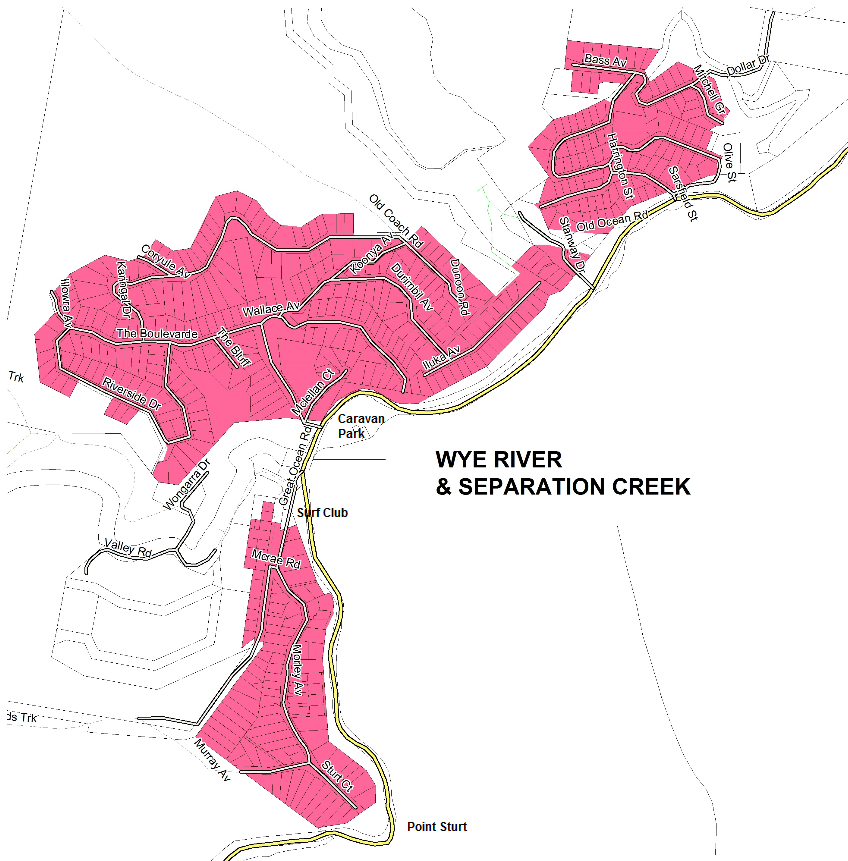 Bass Av
Dollar Dr
Mitchell Gr
Harrington St
Olive St
Sarsfield St
Old Ocean Rd
Stanway Dr
Old Coach Rd
Koonya Av
Coryule Av
Karingal Dr
Illowra Av
Durimbil Av
Dunoon Rd
Wallace Av
The Boulevarde
The Bluff
Iluka Av
Trk
Riverside Dr
Mclellan Ct
Caravan
Park
Great Ocean Rd
WYE RIVER
& SEPARATION CREEK
Wongarra Dr
Surf Club
Valley Rd
Mcrae Rd
Morley Av
ds Trk
Murray Av
Sturt Ct
Point Sturt